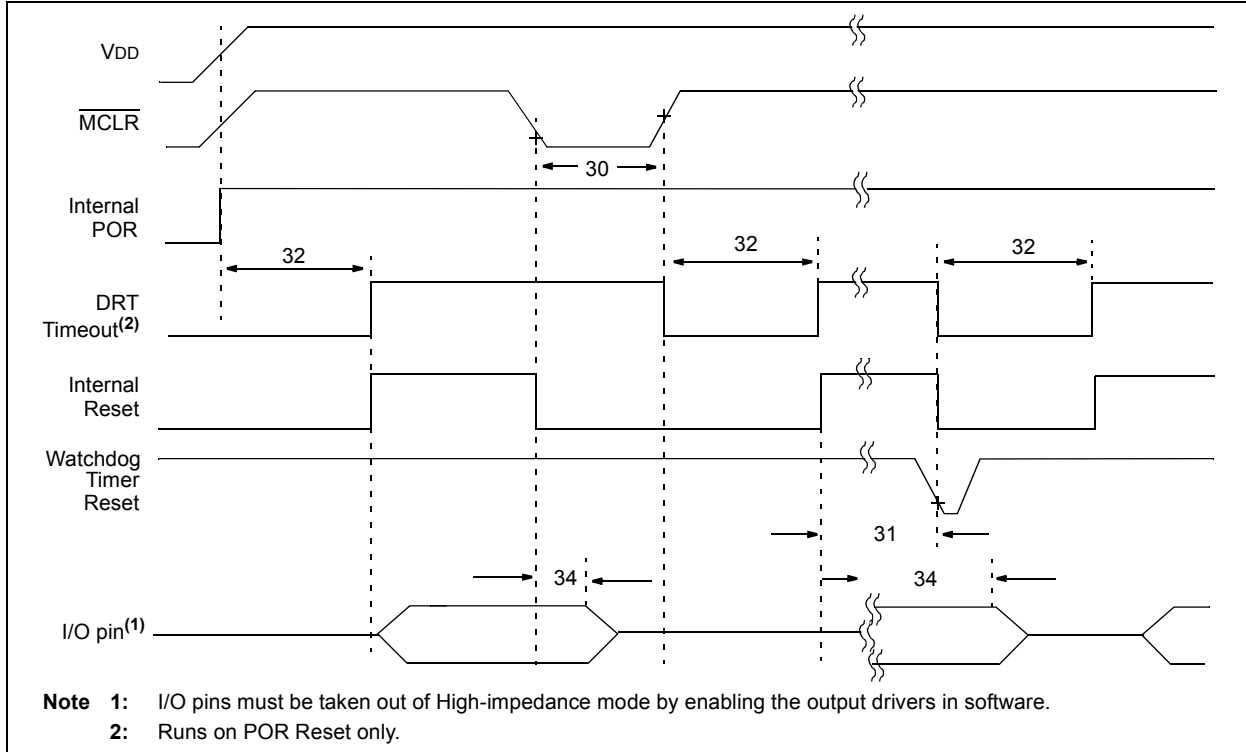 VDD
MCLR
30
Internal
POR
32
32
32
DRT
Timeout(2)
Internal
Reset
Watchdog
Timer
Reset
31
34
34
I/O pin(1)
Note 1: I/O pins must be taken out of High-impedance mode by enabling the output drivers in software.
2: Runs on POR Reset only.